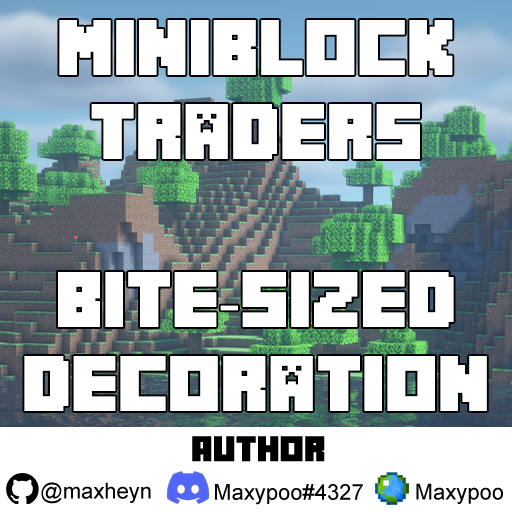 MINIBLOCK
TRADERS
BITE-SIZED
DECORATION
AUTHOR
@maxheyn Maxypoo#4327 Maxypoo